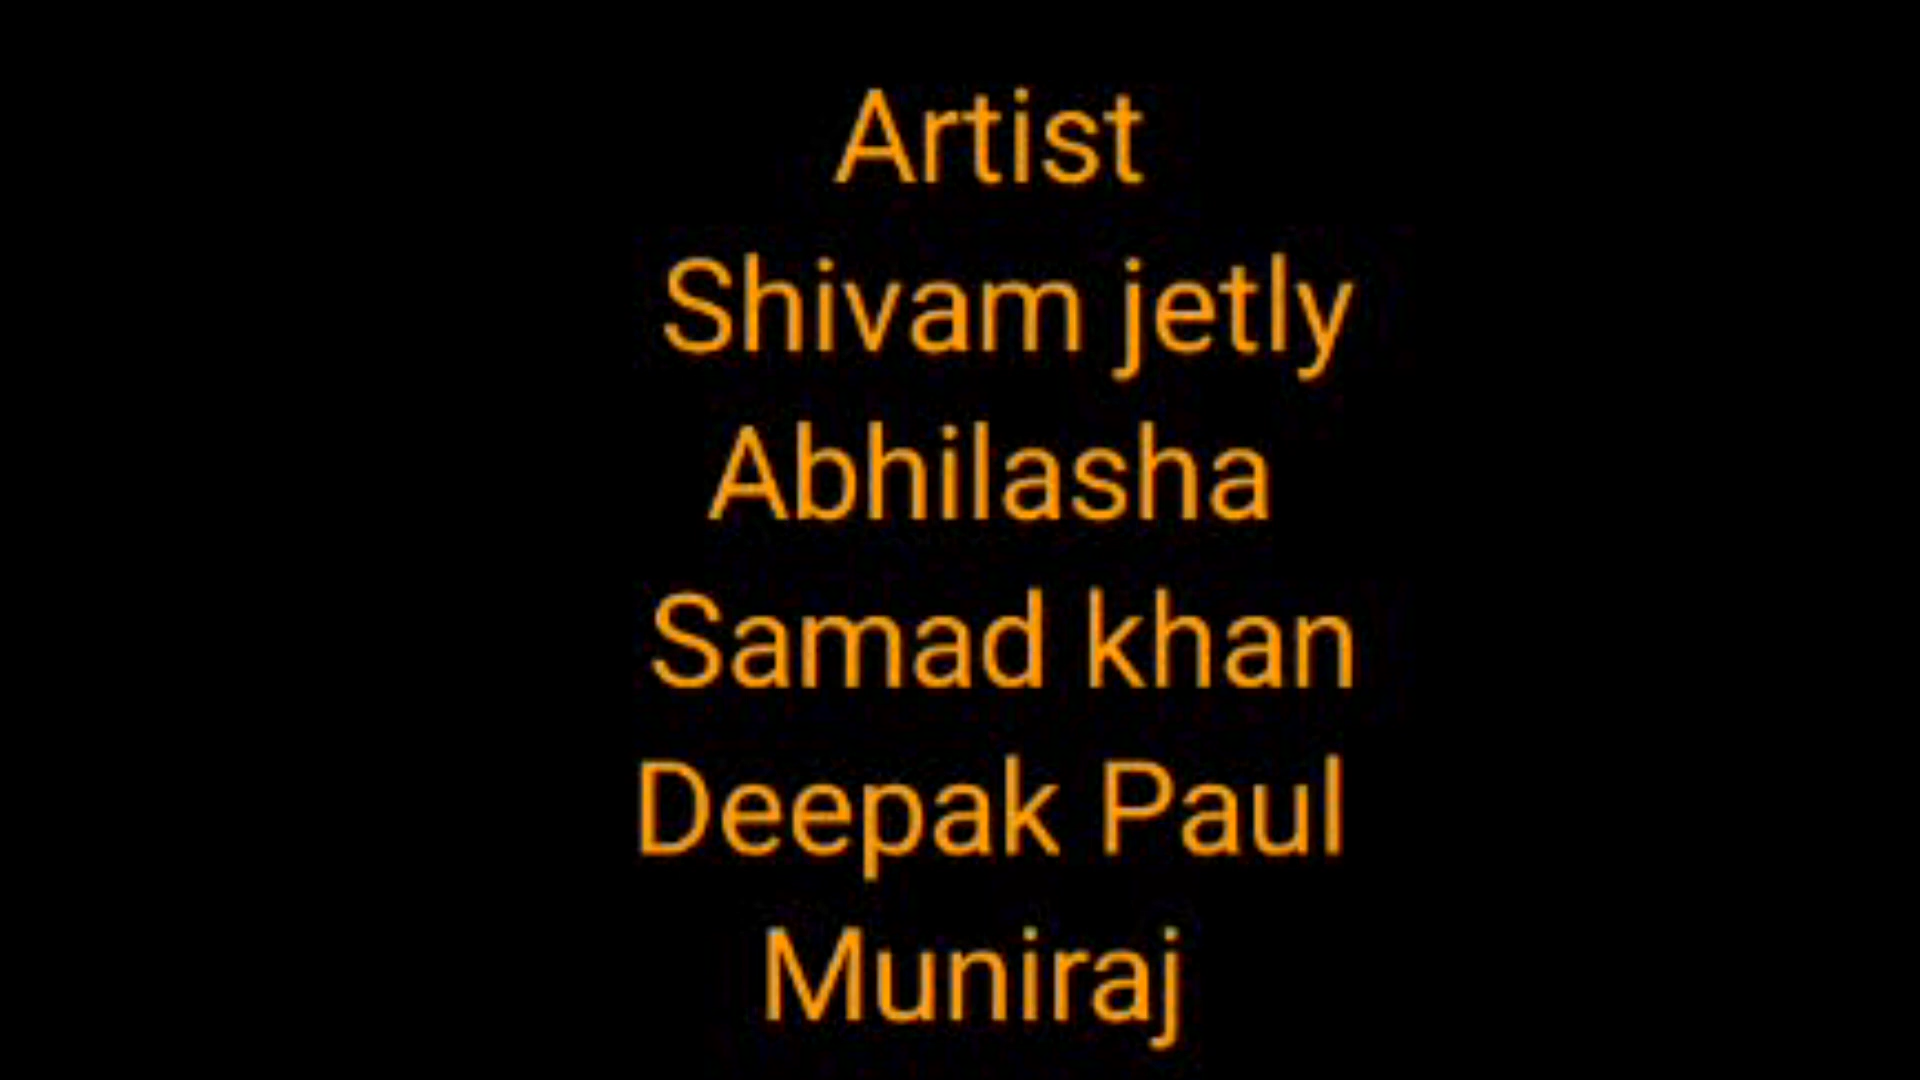 Artist
Shivam jetly
Abhilasha
Samad khan
Deepak Paul
Muniraj